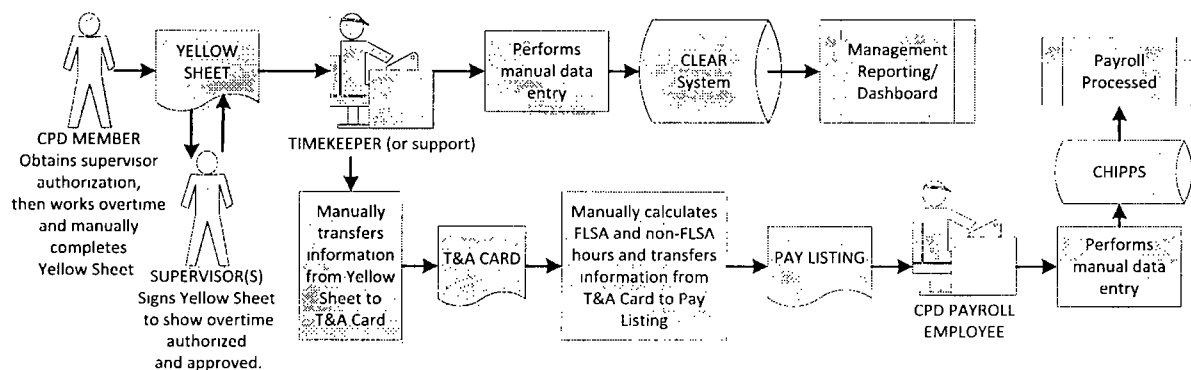 YELLOW
SHEET
Performs
manual data
entry
CLEAR
System
Management
Reporting/
Dashboard
Payroll
Processed
CPD MEMBER
Obtains supervisor
authorization,
then works overtime
and manually
completes
Yellow Sheet
TIMEKEEPER (or support)
SUPERVISOR(S)
Signs Yellow Sheet
to show overtime
authorized
and approved.
Manually
transfers
information
from Yellow
Sheet to
T&A Card
T&A CARD
Manually calculates
FLSA and non-FLSA
hours and transfers
information from
T&A Card to Pay
Listing
PAY LISTING
CPD PAYROLL
EMPLOYEE
Performs
manual data
entry
CHIPPS